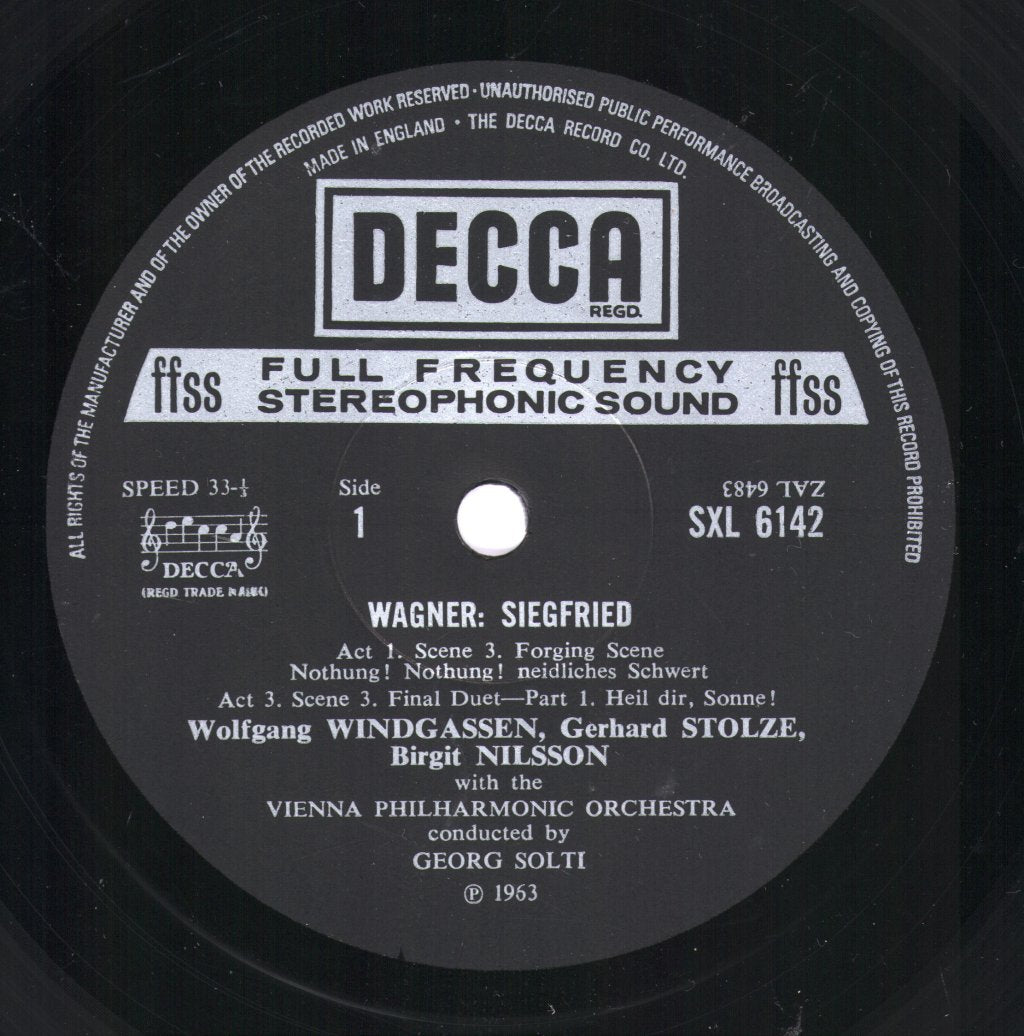 ALL RIGHTS OF THE MANUFACTURER AND OF THE OWNER OF THE RECORDED WORK RESERVED · UNAUTHORISED PUBLIC PERFORMANCE BROADCASTING AND COPYING OF THIS RECORD PROHIBITED
MADE IN ENGLAND · THE DECCA RECORD CO. LTD.
DECCA
REGD.
ffss FULL FREQUENCY STEREOPHONIC SOUND ffss
SPEED 33-⅓
Side
1
ZAL 6483
SXL 6142
DECCA
(REGD TRADE MARK)
WAGNER: SIEGFRIED
Act 1. Scene 3. Forging Scene
Nothung! Nothung! neidliches Schwert
Act 3. Scene 3. Final Duet—Part 1. Heil dir, Sonne!
Wolfgang WINDGASSEN, Gerhard STOLZE,
Birgit NILSSON
with the
VIENNA PHILHARMONIC ORCHESTRA
conducted by
GEORG SOLTI
Ⓟ 1963